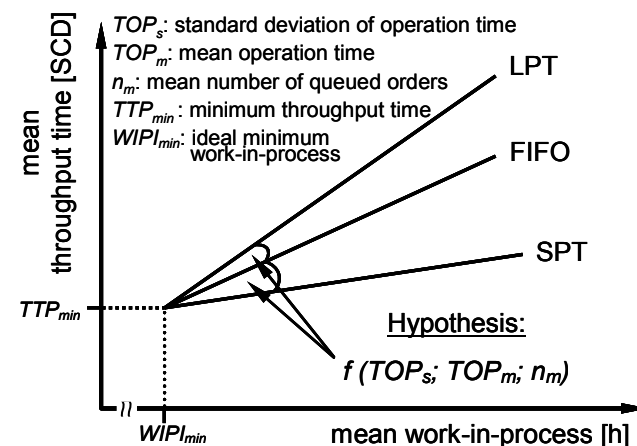 TOPs: standard deviation of operation time
TOPm: mean operation time
nm: mean number of queued orders
TTPmin: minimum throughput time
WIPImin: ideal minimum
work-in-process
mean
throughput time [SCD]
LPT
FIFO
SPT
TTPmin
Hypothesis:
f (TOPs; TOPm; nm)
WIPImin
mean work-in-process [h]